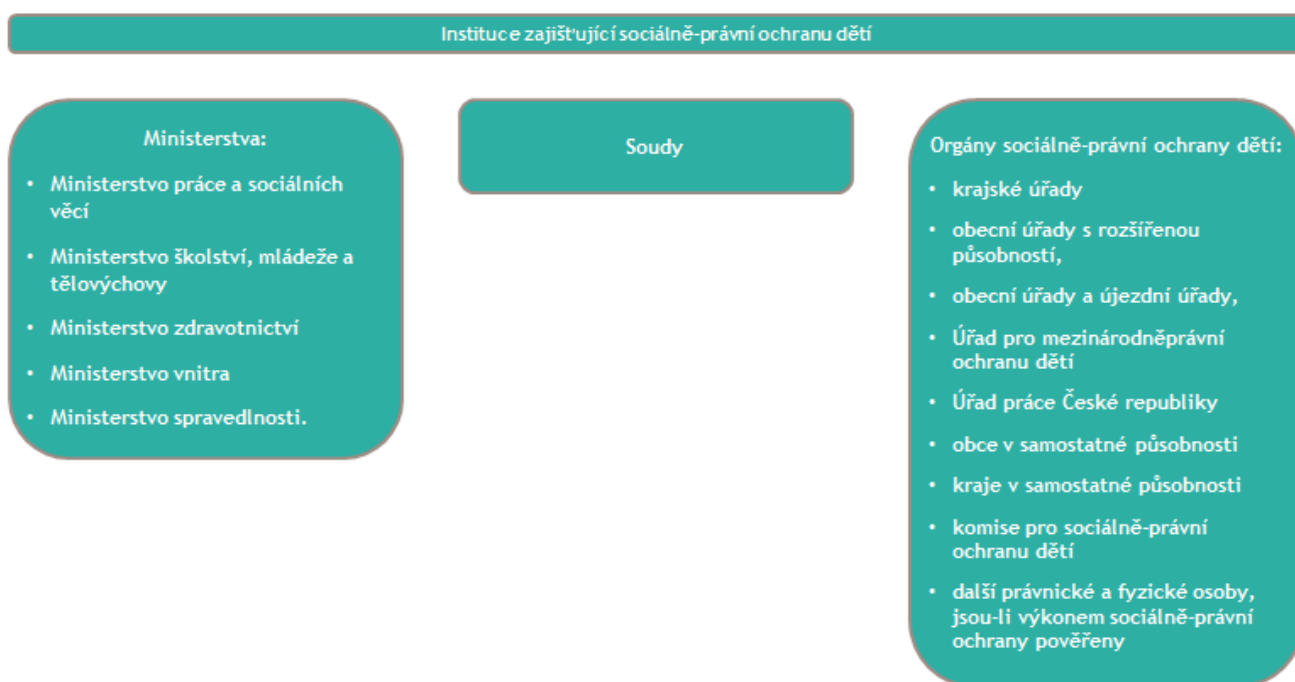 Instituce zajišťující sociálně-právní ochranu dětí
Ministerstva:
• Ministerstvo práce a sociálních
věcí
• Ministerstvo školství, mládeže a
tělovýchovy
• Ministerstvo zdravotnictví
• Ministerstvo vnitra
• Ministerstvo spravedlnosti.
Soudy
Orgány sociálně-právní ochrany dětí:
• krajské úřady
• obecní úřady s rozšířenou
působností,
• obecní úřady a újezdní úřady,
• Úřad pro mezinárodněprávní
ochranu dětí
• Úřad práce České republiky
• obce v samostatné působnosti
• kraje v samostatné působnosti
• komise pro sociálně-právní
ochranu dětí
• další právnické a fyzické osoby,
jsou-li výkonem sociálně-právní
ochrany pověřeny